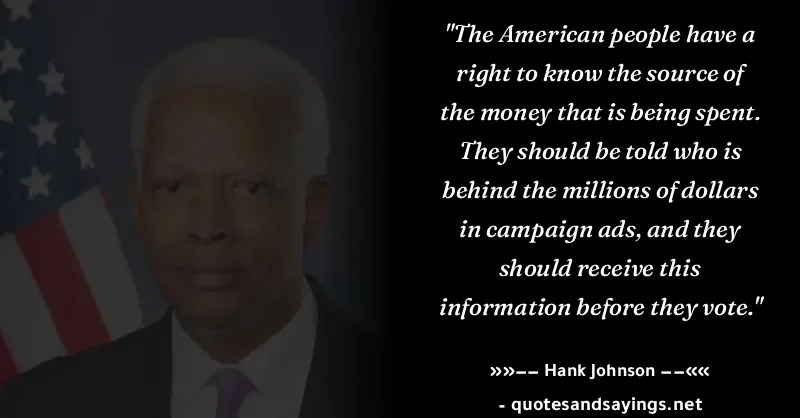 "The American people have a
right to know the source of
the money that is being spent.
They should be told who is
behind the millions of dollars
in campaign ads, and they
should receive this
information before they vote."
»»–– Hank Johnson ––««
- quotesandsayings.net